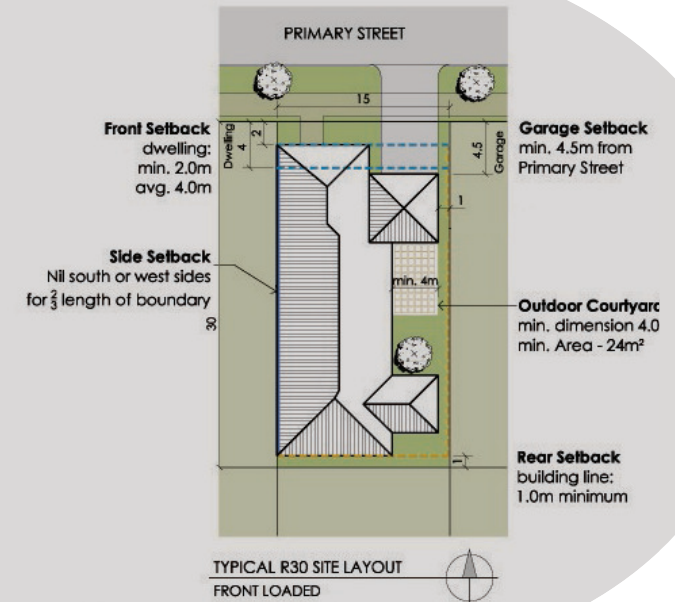 PRIMARY STREET
15
Front Setback
dwelling:
min. 2.0m
avg. 4.0m
Dwelling
2
4
4.5
Garage
Garage Setback
min. 4.5m from
Primary Street
1
Side Setback
Nil south or west sides
for 2/3 length of boundary
min. 4m
Outdoor Courtyard
min. dimension 4.0
min. Area - 24m²
30
Rear Setback
building line:
1.0m minimum
1
TYPICAL R30 SITE LAYOUT
FRONT LOADED